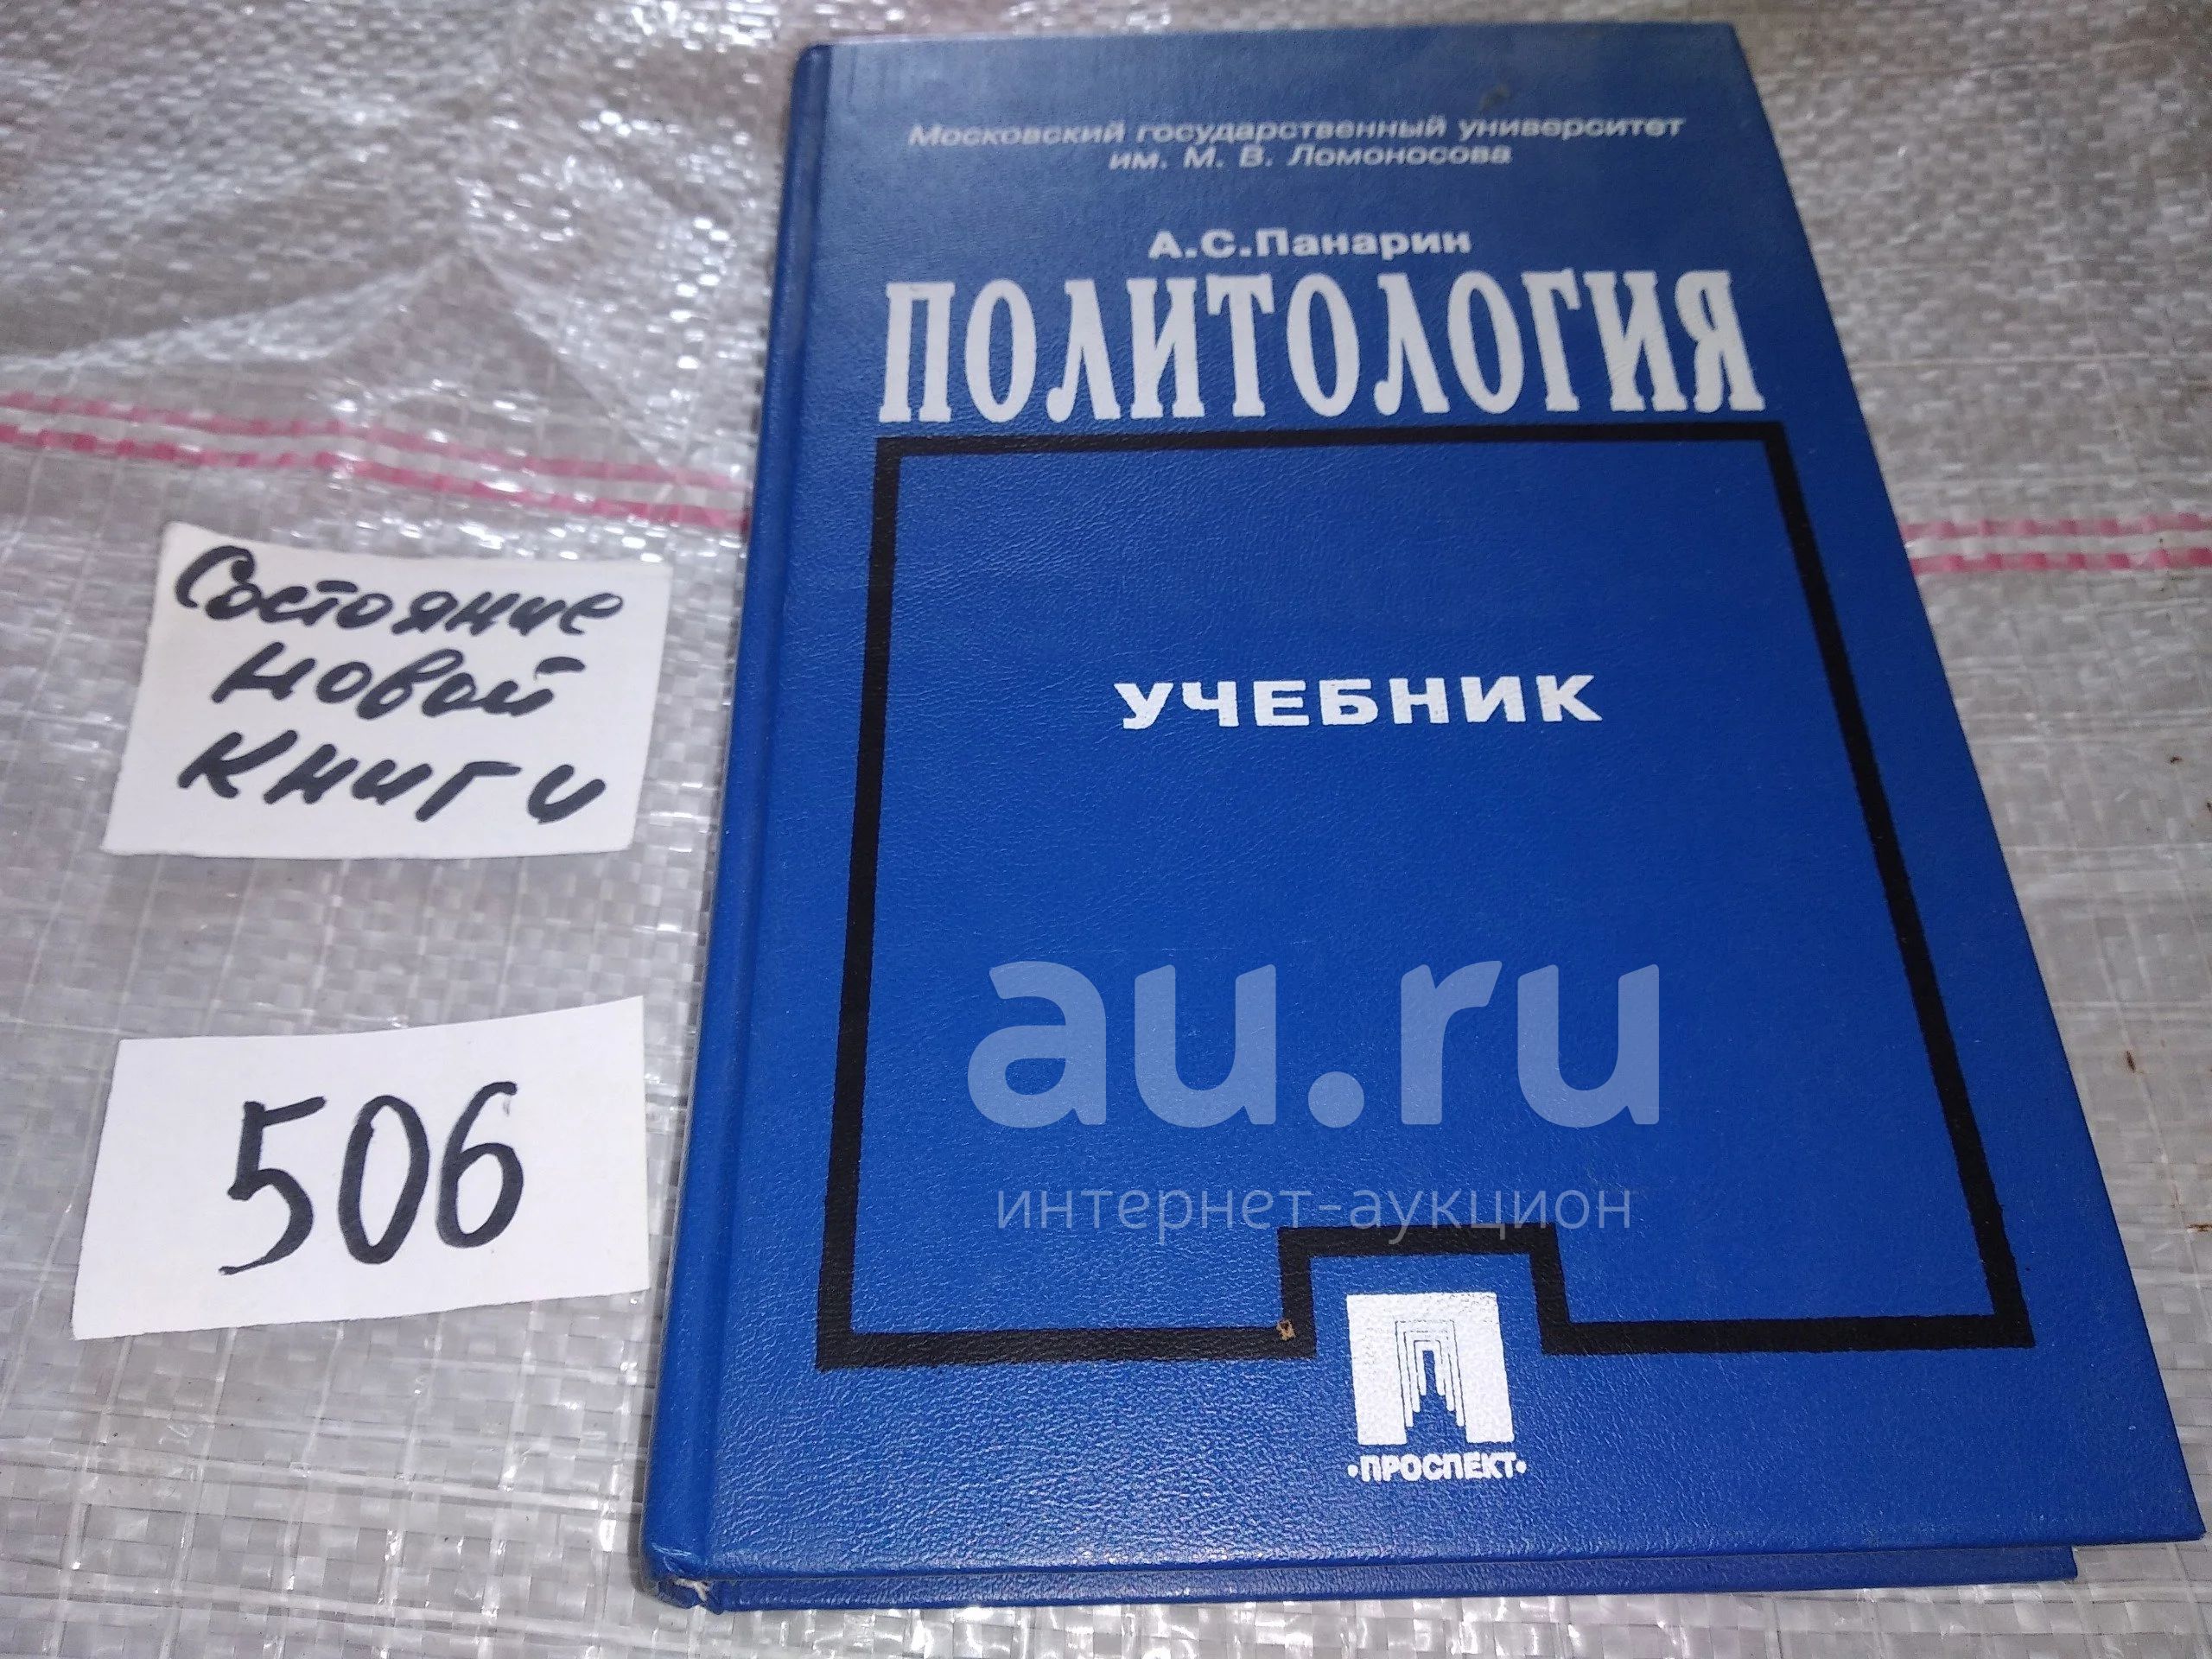 Московский государственный университет
им. М. В. Ломоносова
А.С.Панарин
ПОЛИТОЛОГИЯ
УЧЕБНИК
Состояние
новой
книги
506
au.ru
интернет-аукцион
•ПРОСПЕКТ•